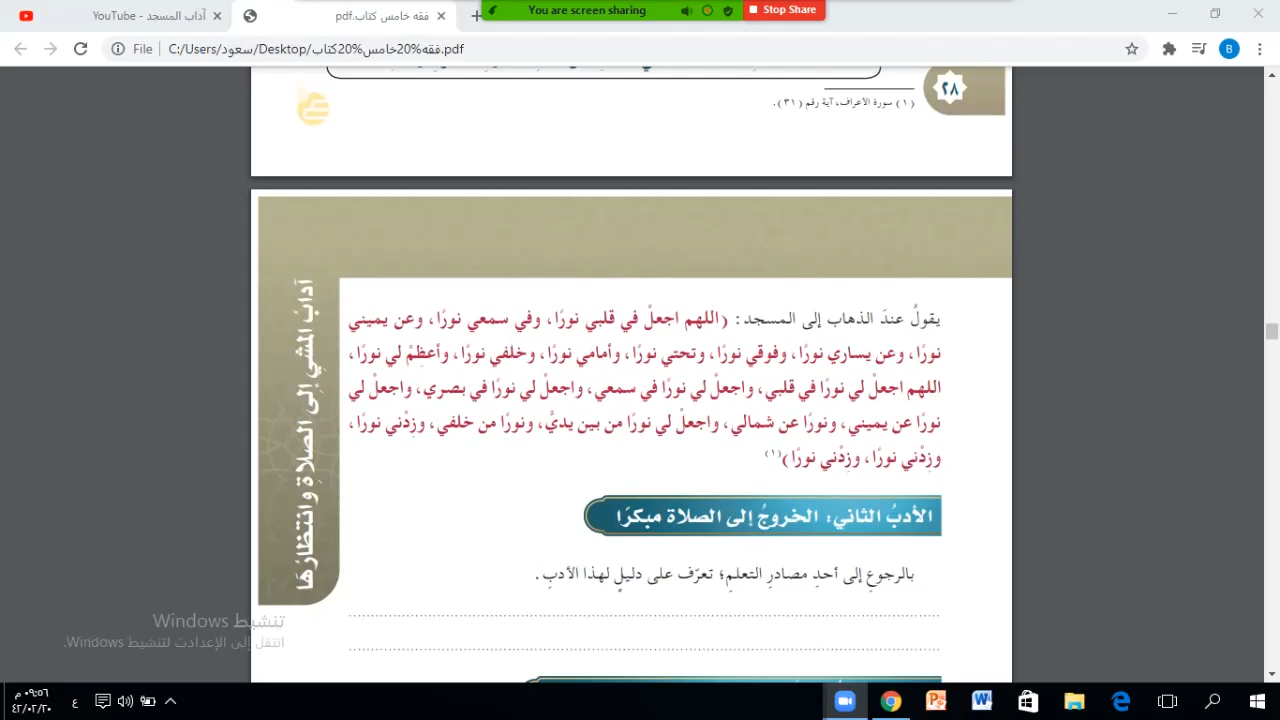 آداب المسجد - YouTube
فقه خامس كتاب.pdf
You are screen sharing
Stop Share
File
C:/Users/سعود/Desktop/فقه%20خامس%20كتاب.pdf
B
٢٨
(١) سورة الأعراف، آية رقم (٣١).
آدابُ المشيِ إلى الصلاةِ وانتظارُهَا
يقولُ عندَ الذهاب إلى المسجد: (اللهم اجعلْ في قلبي نورًا، وفي سمعي نورًا، وعن يميني
نورًا، وعن يساري نورًا، وفوقي نورًا، وتحتي نورًا، وأمامي نورًا، وخلفي نورًا، وأعظِمْ لي نورًا،
اللهم اجعلْ لي نورًا في قلبي، واجعلْ لي نورًا في سمعي، واجعلْ لي نورًا في بصري، واجعلْ لي
نورًا عن يميني، ونورًا عن شمالي، واجعلْ لي نورًا من بين يديَّ، ونورًا من خلفي، وزِدْني نورًا،
وزِدْني نورًا، وزِدْني نورًا)(١)
الأدبُ الثاني: الخروجُ إلى الصلاة مبكرًا
بالرجوعِ إلى أحدِ مصادرِ التعلمِ؛ تعرّف على دليلٍ لهذا الأدبِ .
تنشيط Windows
انتقل إلى الإعدادات لتنشيط Windows.
٠٩:٥٦ م
٤٢/٠٢/٢٠
ع